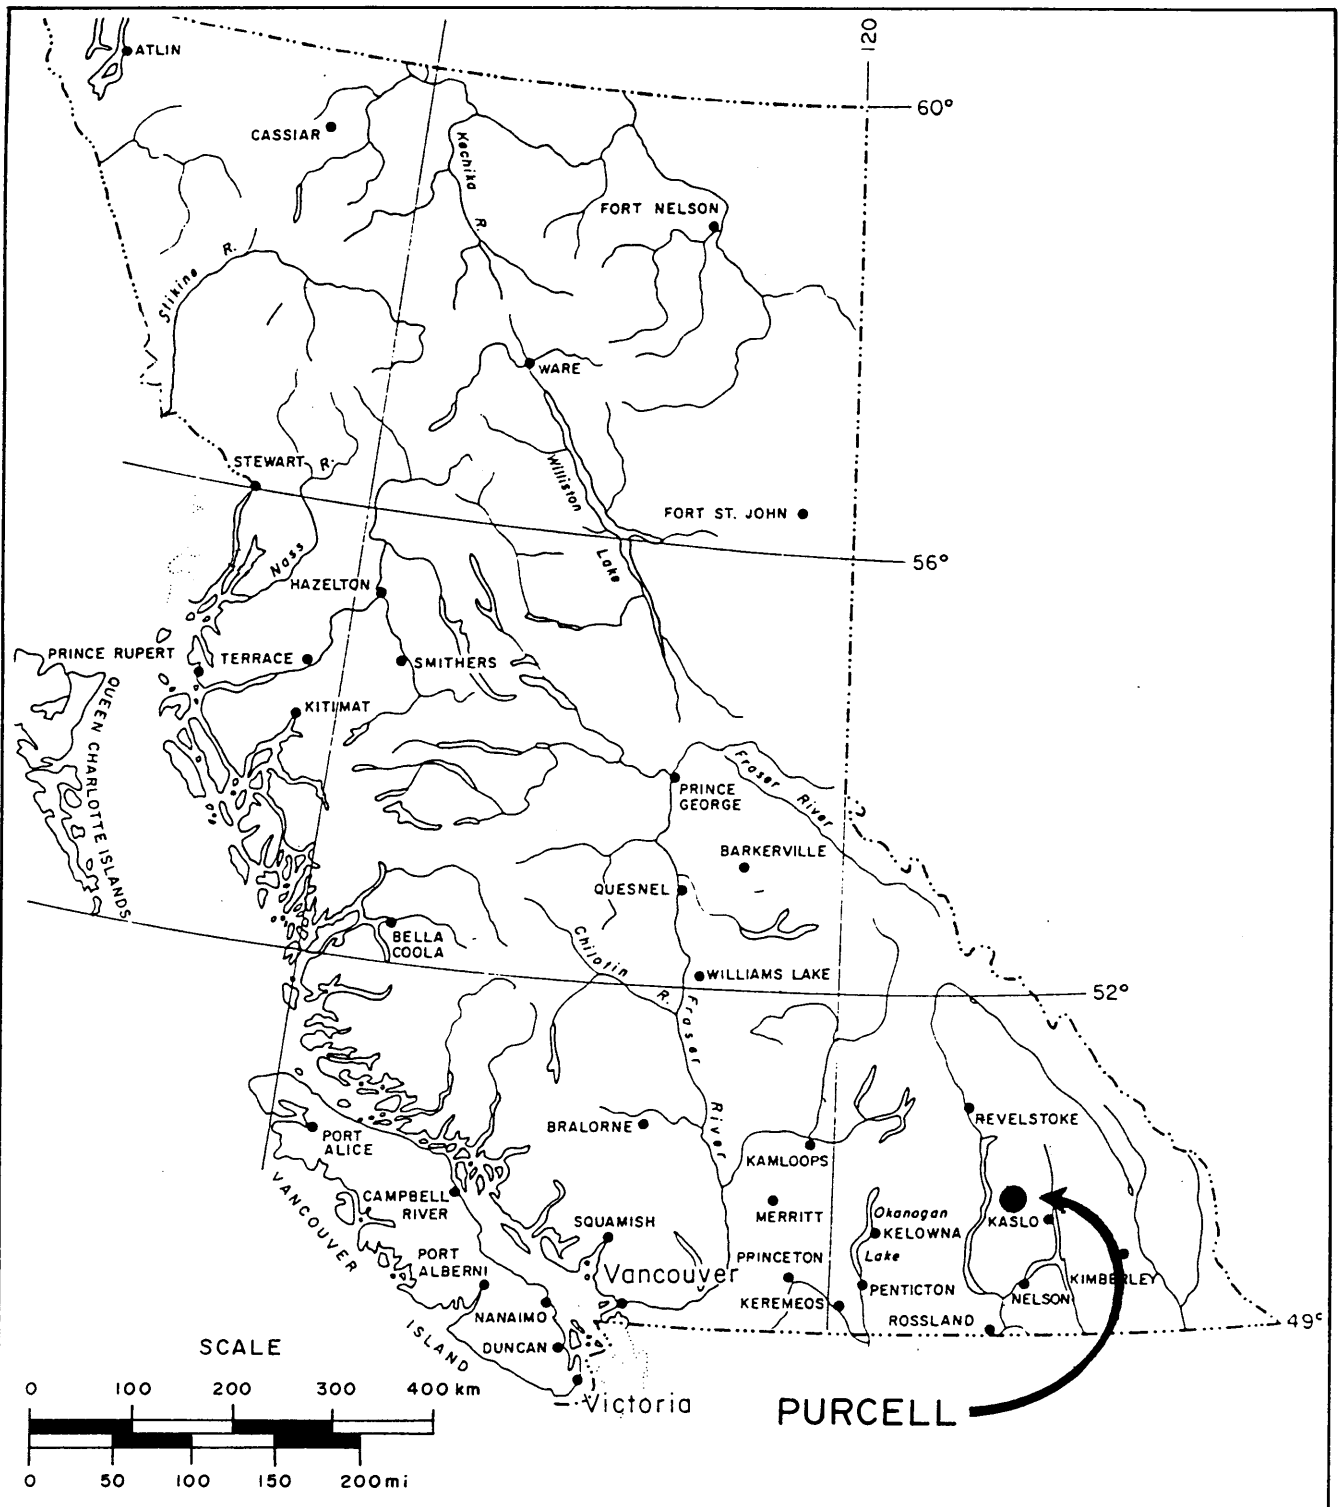 120
ATLIN
60°
CASSIAR
Kechika
R.
FORT NELSON
Stikine R.
WARE
STEWART
R.
Williston
Lake
FORT ST. JOHN
56°
Nass
HAZELTON
PRINCE RUPERT
TERRACE
SMITHERS
KITIMAT
QUEEN CHARLOTTE ISLANDS
PRINCE
GEORGE
Fraser River
BARKERVILLE
QUESNEL
BELLA
COOLA
Chilotin
R.
WILLIAMS LAKE
52°
Fraser
River
REVELSTOKE
BRALORNE
PORT
ALICE
KAMLOOPS
VANCOUVER
ISLAND
CAMPBELL
RIVER
MERRITT
Okanagan
Lake
KELOWNA
KASLO
SQUAMISH
PORT
ALBERNI
Vancouver
PRINCETON
PENTICTON
NELSON
KIMBERLEY
KEREMEOS
ROSSLAND
49°
NANAIMO
DUNCAN
Victoria
PURCELL
SCALE
0 100 200 300 400 km
0 50 100 150 200 mi